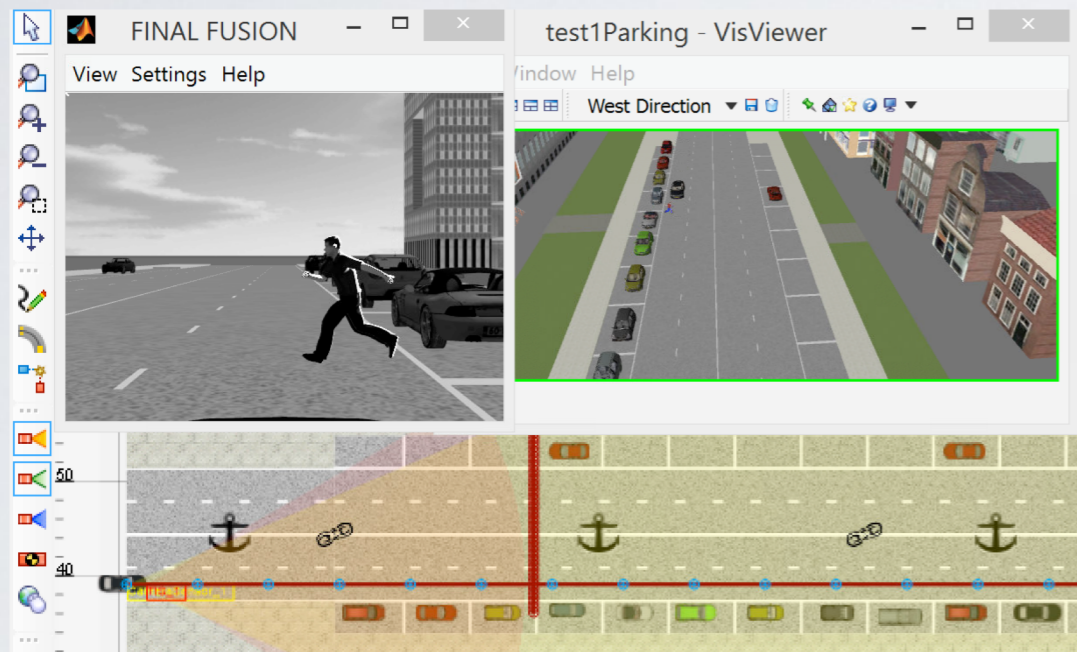 FINAL FUSION
View Settings Help
test1Parking - VisViewer
Window Help
West Direction
50
40